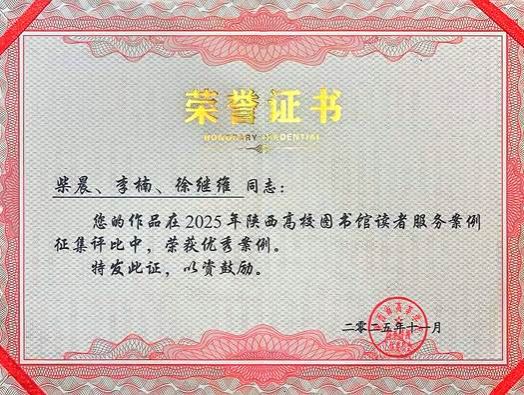 荣誉证书
HONORARY CREDENTIAL
柴晨、李楠、徐继维 同志：
您的作品在2025年陕西高校图书馆读者服务案例
征集评比中，荣获优秀案例。
特发此证，以资鼓励。
二〇二五年十一月